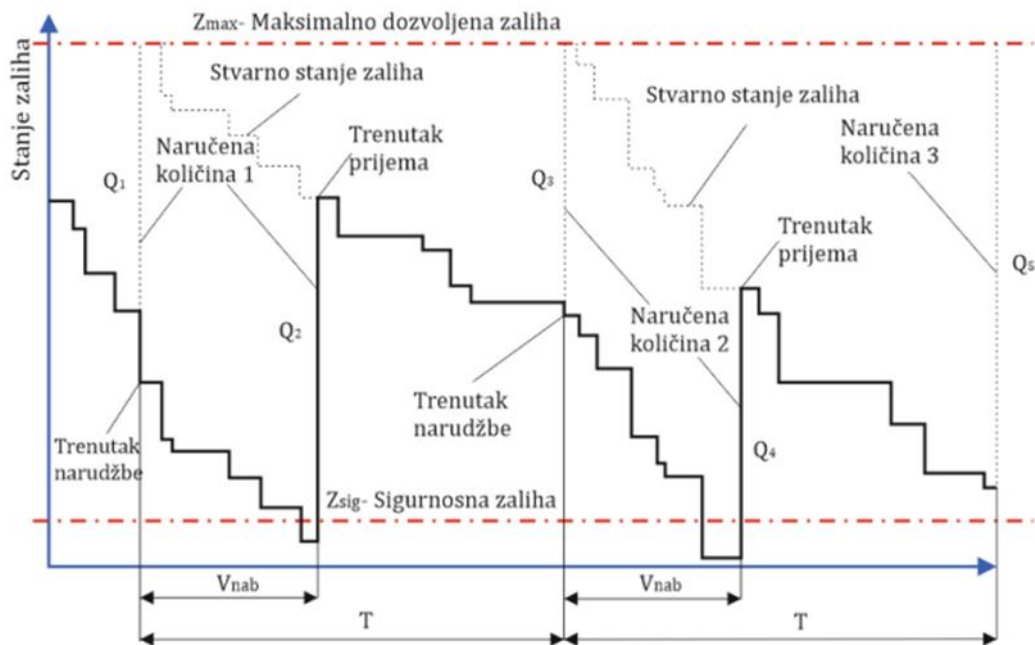 Zmax- Maksimalno dozvoljena zaliha
Stanje zaliha
Stvarno stanje zaliha
Stvarno stanje zaliha
Trenutak
prijema
Naručena
količina 1
Naručena
količina 3
Q1
Q3
Q5
Trenutak
prijema
Naručena
količina 2
Q2
Trenutak
narudžbe
Trenutak
narudžbe
Q4
Zsig- Sigurnosna zaliha
Vnab
Vnab
T
T